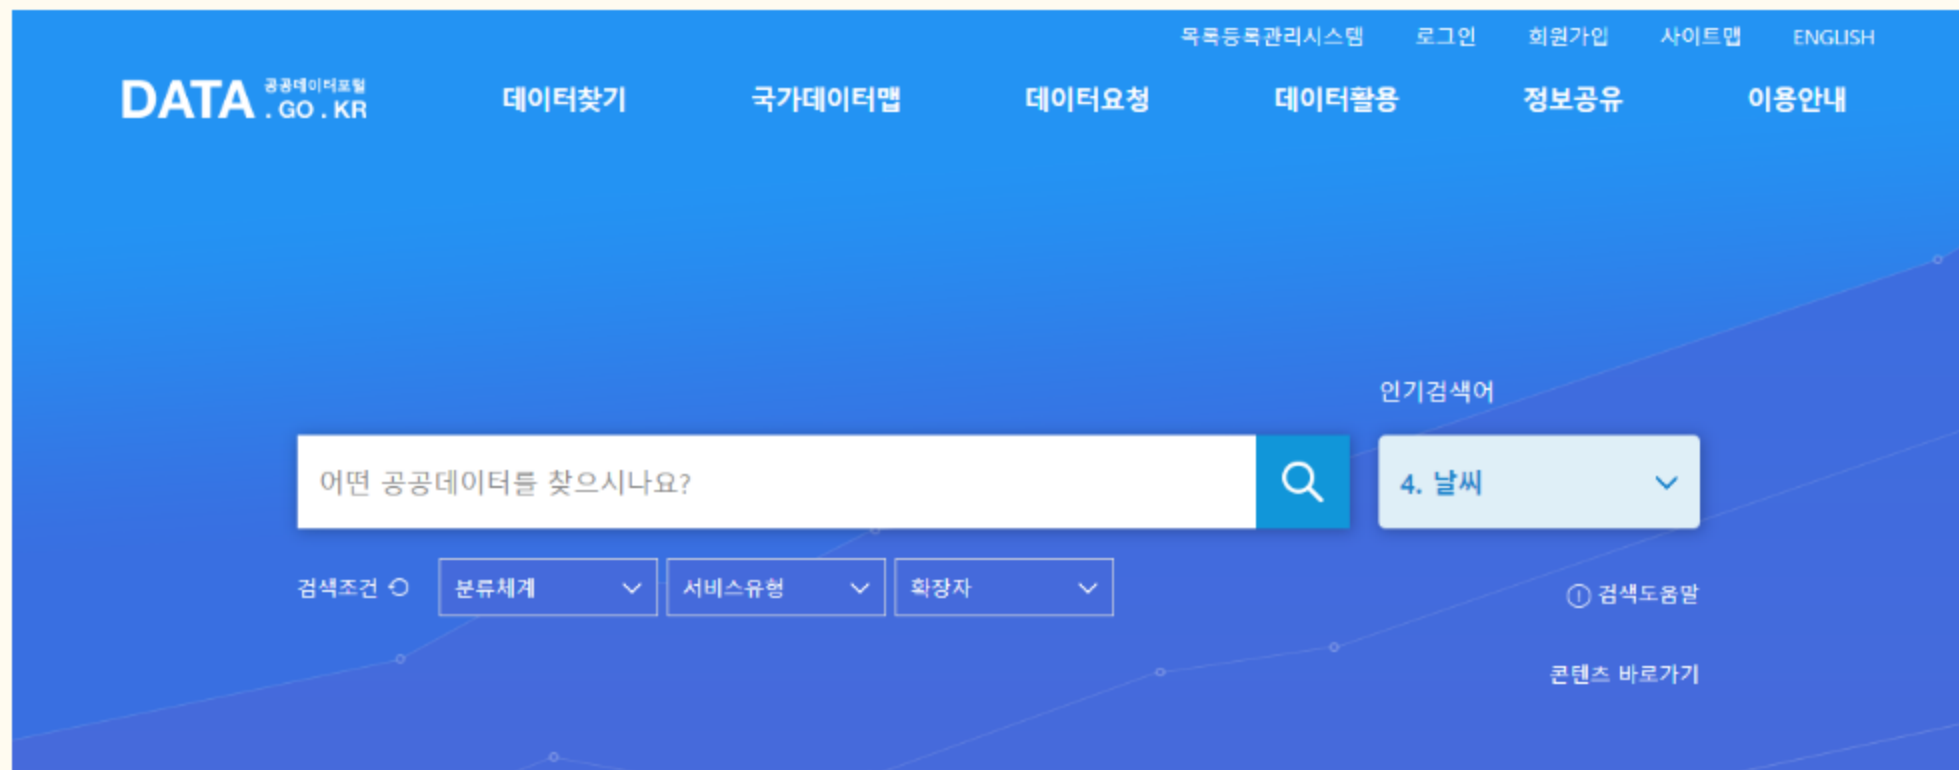 목록등록관리시스템 로그인 회원가입 사이트맵 ENGLISH
DATA 공공데이터포털 .GO.KR
데이터찾기 국가데이터맵 데이터요청 데이터활용 정보공유 이용안내
인기검색어
어떤 공공데이터를 찾으시나요?
4. 날씨
검색조건 분류체계 서비스유형 확장자
검색도움말
콘텐츠 바로가기